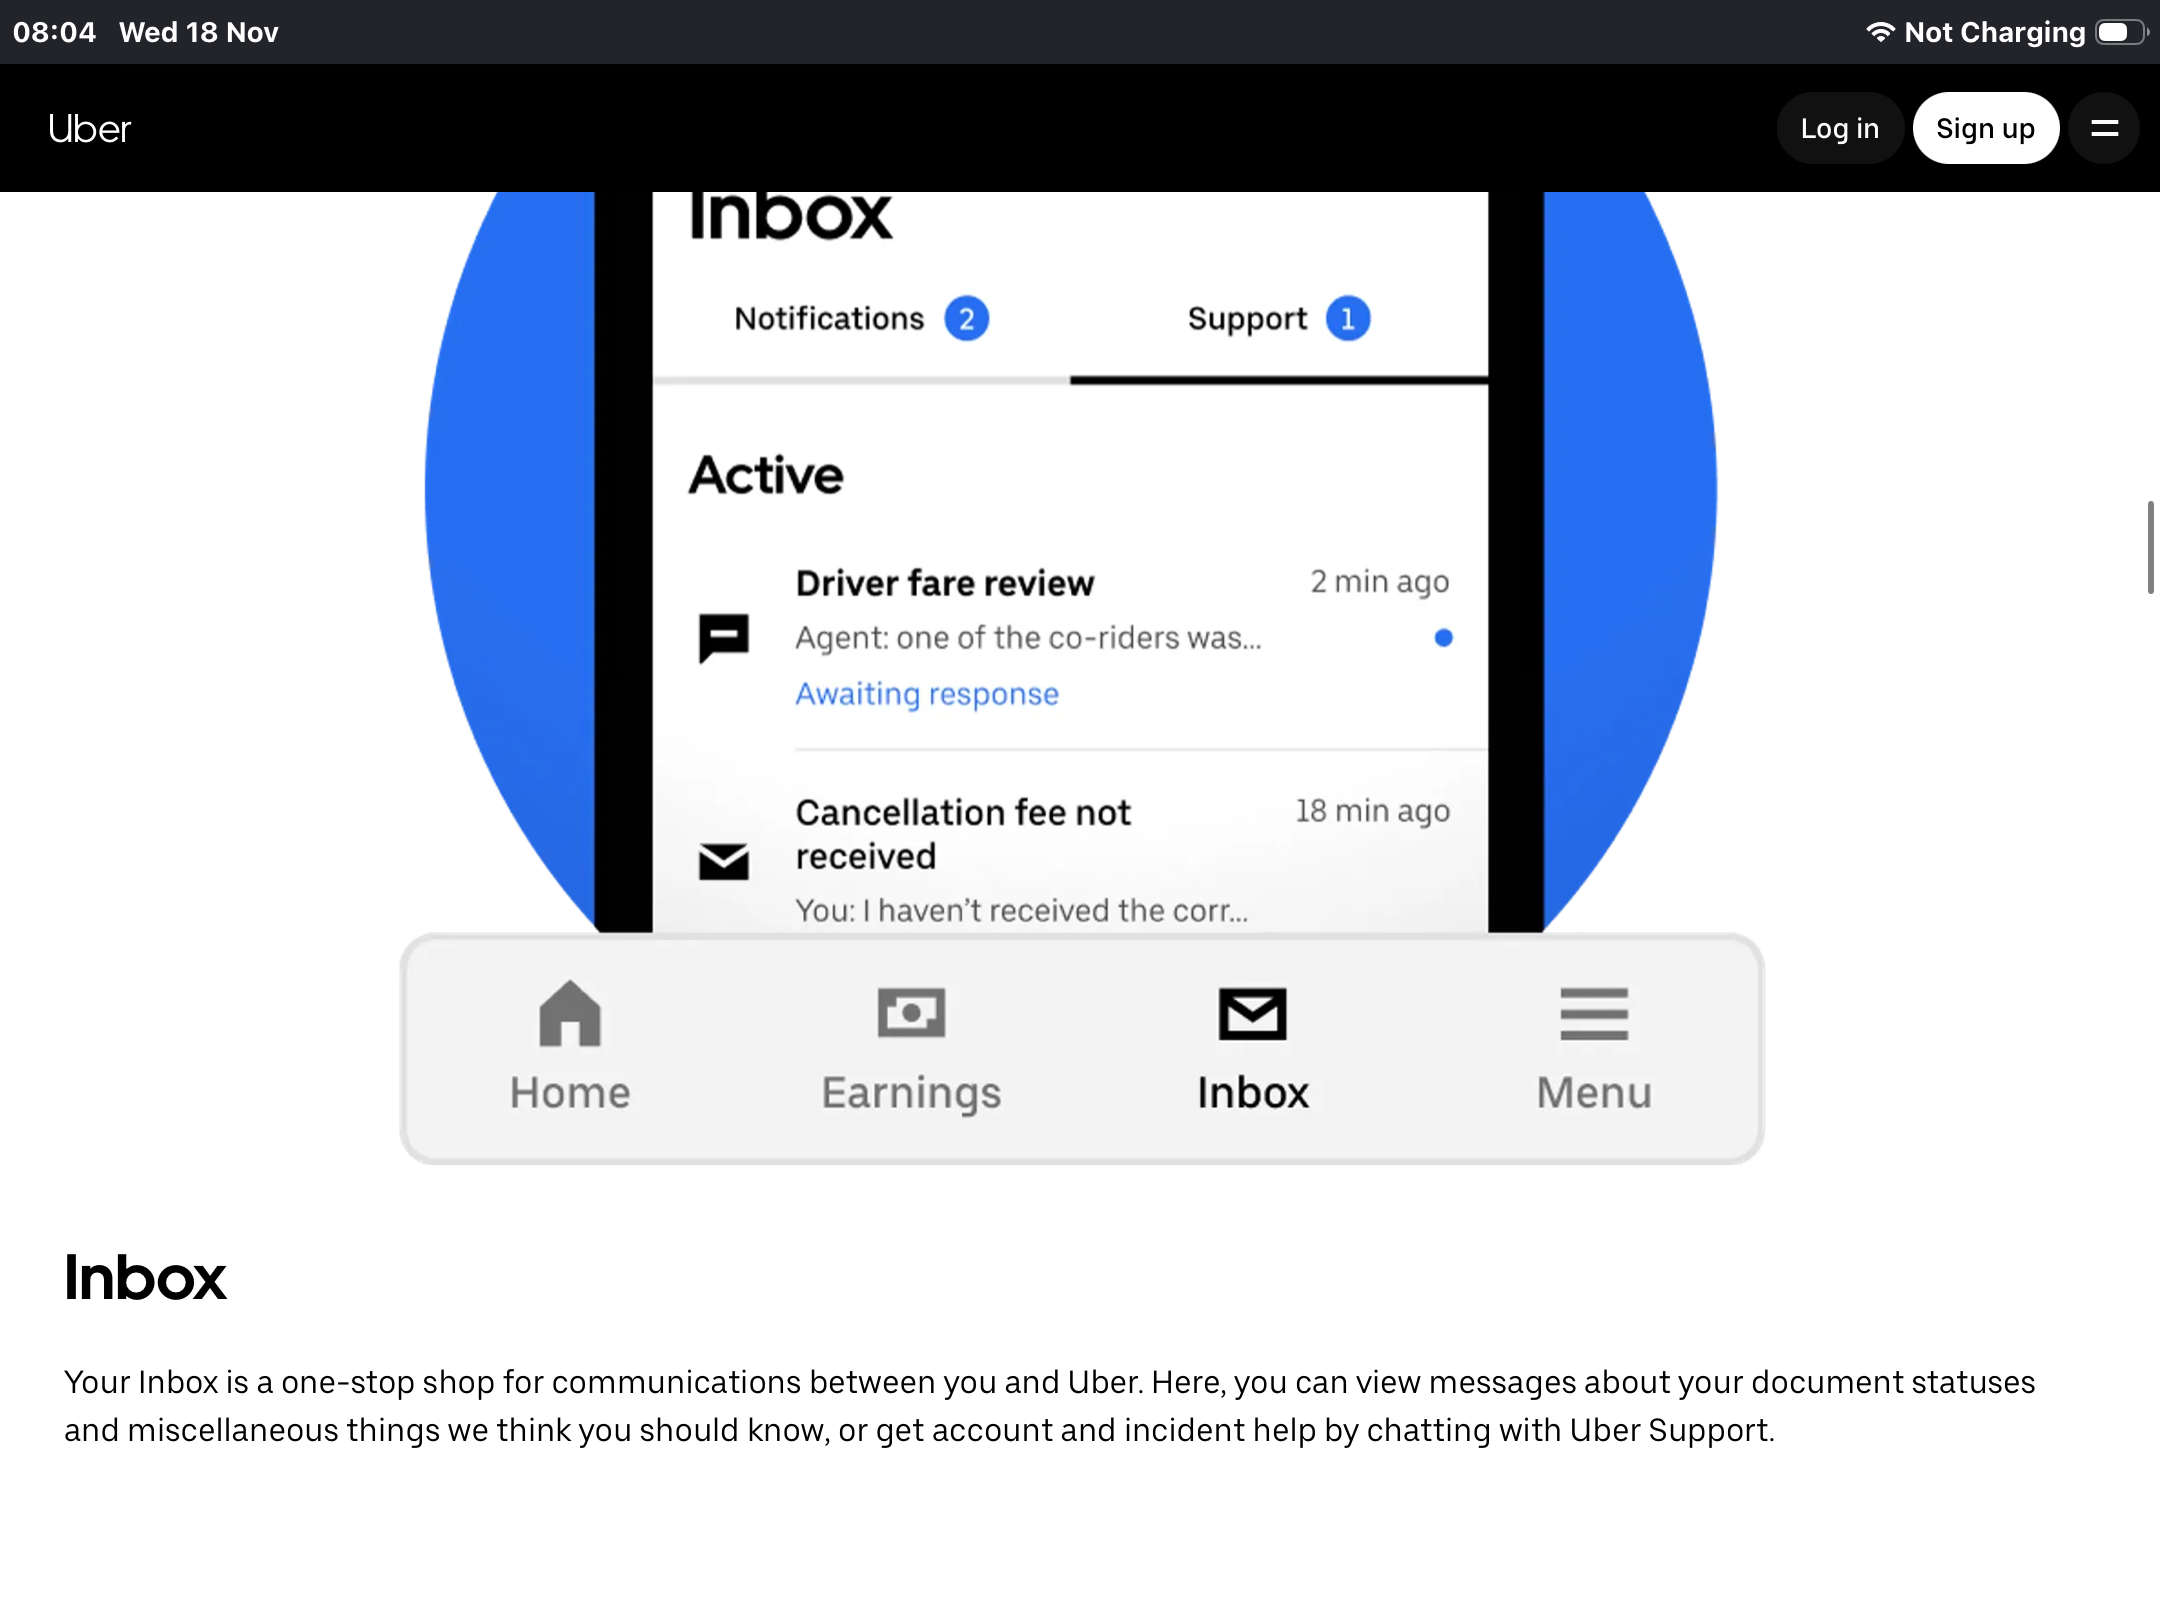 08:04 Wed 18 Nov
Not Charging
Uber
Log in
Sign up
Inbox
Notifications 2
Support 1
Active
Driver fare review
2 min ago
Agent: one of the co-riders was...
Awaiting response
Cancellation fee not
received
18 min ago
You: I haven’t received the corr...
Home
Earnings
Inbox
Menu
Inbox
Your Inbox is a one-stop shop for communications between you and Uber. Here, you can view messages about your document statuses
and miscellaneous things we think you should know, or get account and incident help by chatting with Uber Support.